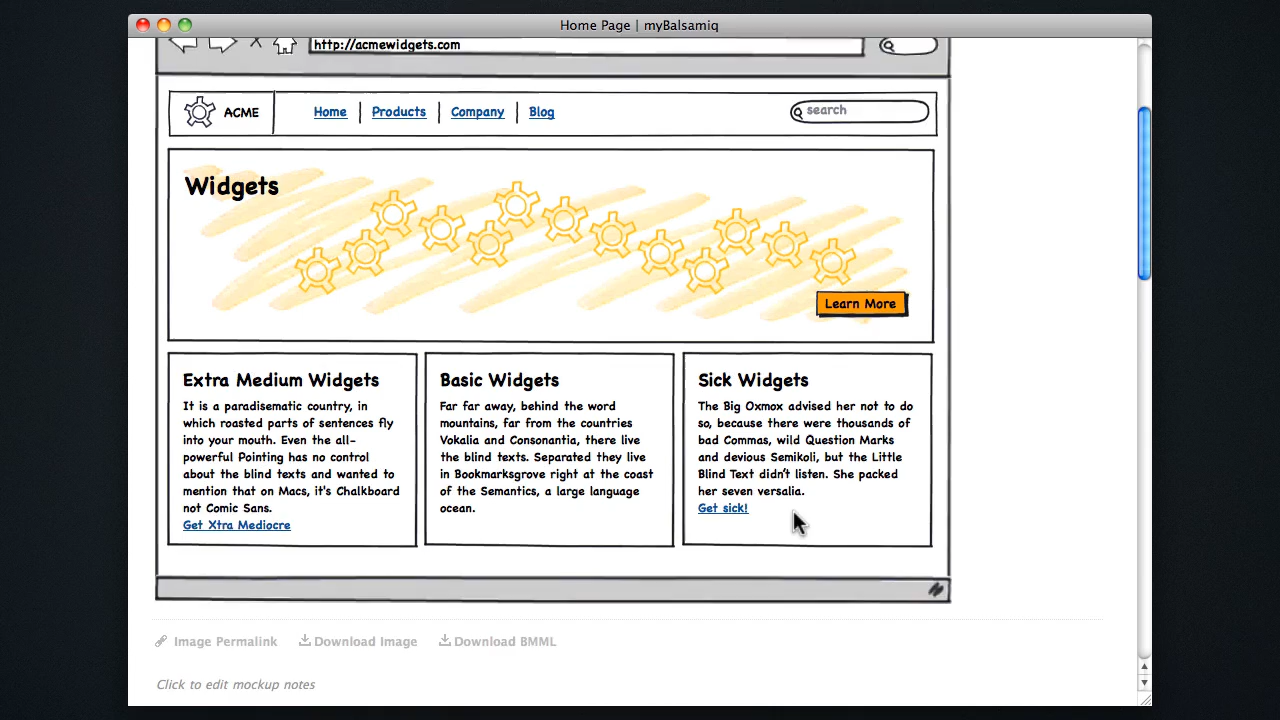 Home Page | myBalsamiq
http://acmewidgets.com
ACME
Home
Products
Company
Blog
search
Widgets
Learn More
Extra Medium Widgets
It is a paradisematic country, in
which roasted parts of sentences fly
into your mouth. Even the all-
powerful Pointing has no control
about the blind texts and wanted to
mention that on Macs, it's Chalkboard
not Comic Sans.
Get Xtra Mediocre
Basic Widgets
Far far away, behind the word
mountains, far from the countries
Vokalia and Consonantia, there live
the blind texts. Separated they live
in Bookmarksgrove right at the coast
of the Semantics, a large language
ocean.
Sick Widgets
The Big Oxmox advised her not to do
so, because there were thousands of
bad Commas, wild Question Marks
and devious Semikoli, but the Little
Blind Text didn't listen. She packed
her seven versalia.
Get sick!
Image Permalink
Download Image
Download BMML
Click to edit mockup notes